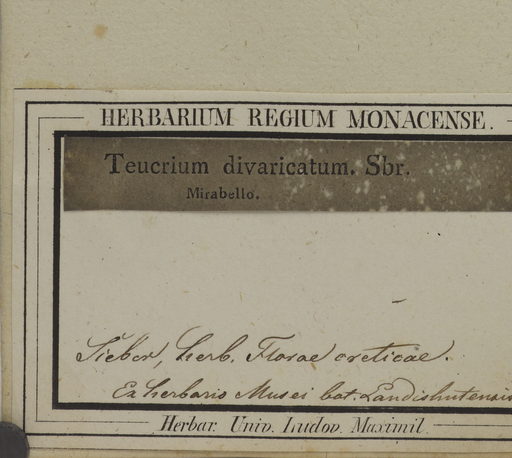 HERBARIUM REGIUM MONACENSE.
Teucrium divaricatum. Sbr.
Mirabello.
Sieber, herb. Florae creticae.
Ex herbario Musei bot. Landishutensis
Herbar. Univ. Ludov. Maximil.